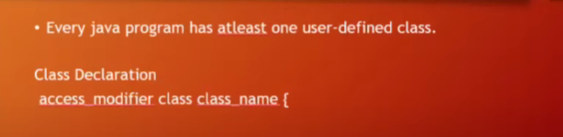 • Every java program has atleast one user-defined class.
Class Declaration
access_modifier class class_name {